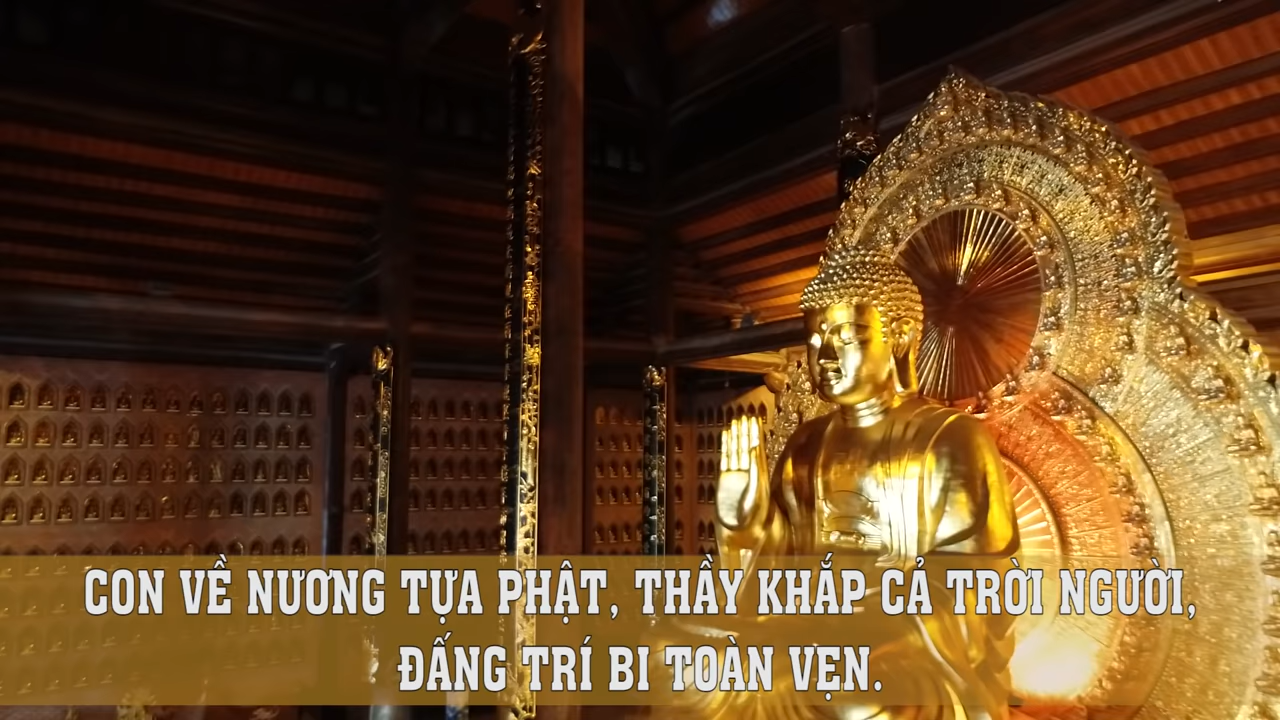 CON VỀ NƯƠNG TỰA PHẬT, THẦY KHẮP CẢ TRỜI NGƯỜI,
ĐẤNG TRÍ BI TOÀN VẸN.